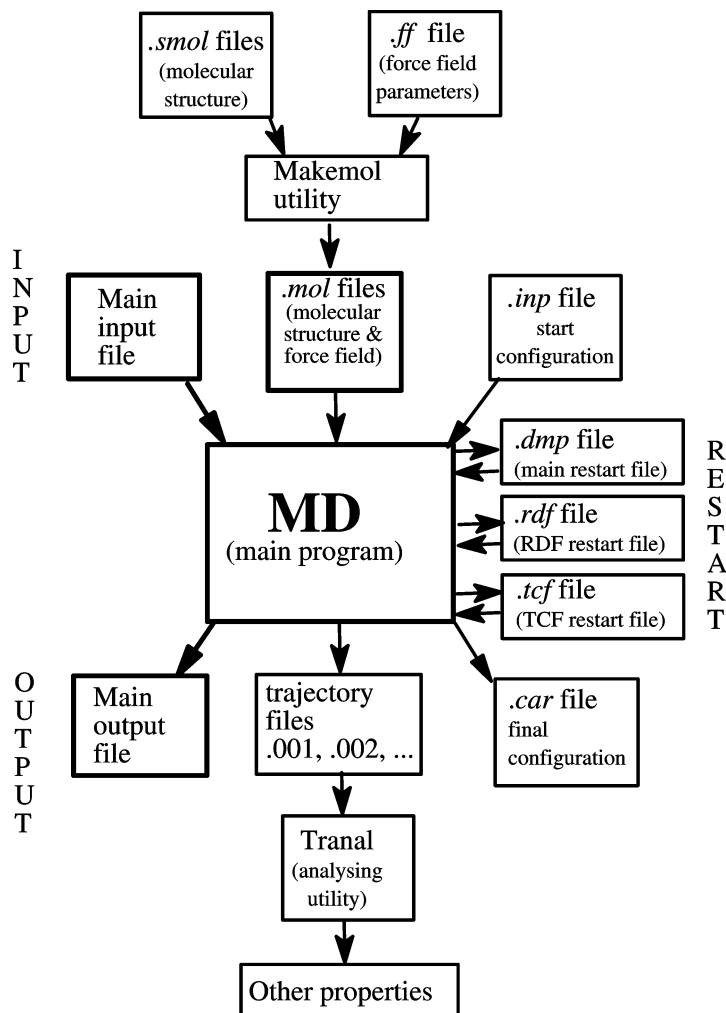 .smol files
(molecular
structure)
.ff file
(force field
parameters)
Makemol
utility
INPUT
Main
input
file
.mol files
(molecular
structure &
force field)
.inp file
start
configuration
MD
(main program)
.dmp file
(main restart file)
.rdf file
(RDF restart file)
.tcf file
(TCF restart file)
RESTART
OUTPUT
Main
output
file
trajectory
files
.001, .002, ...
.car file
final
configuration
Tranal
(analysing
utility)
Other properties